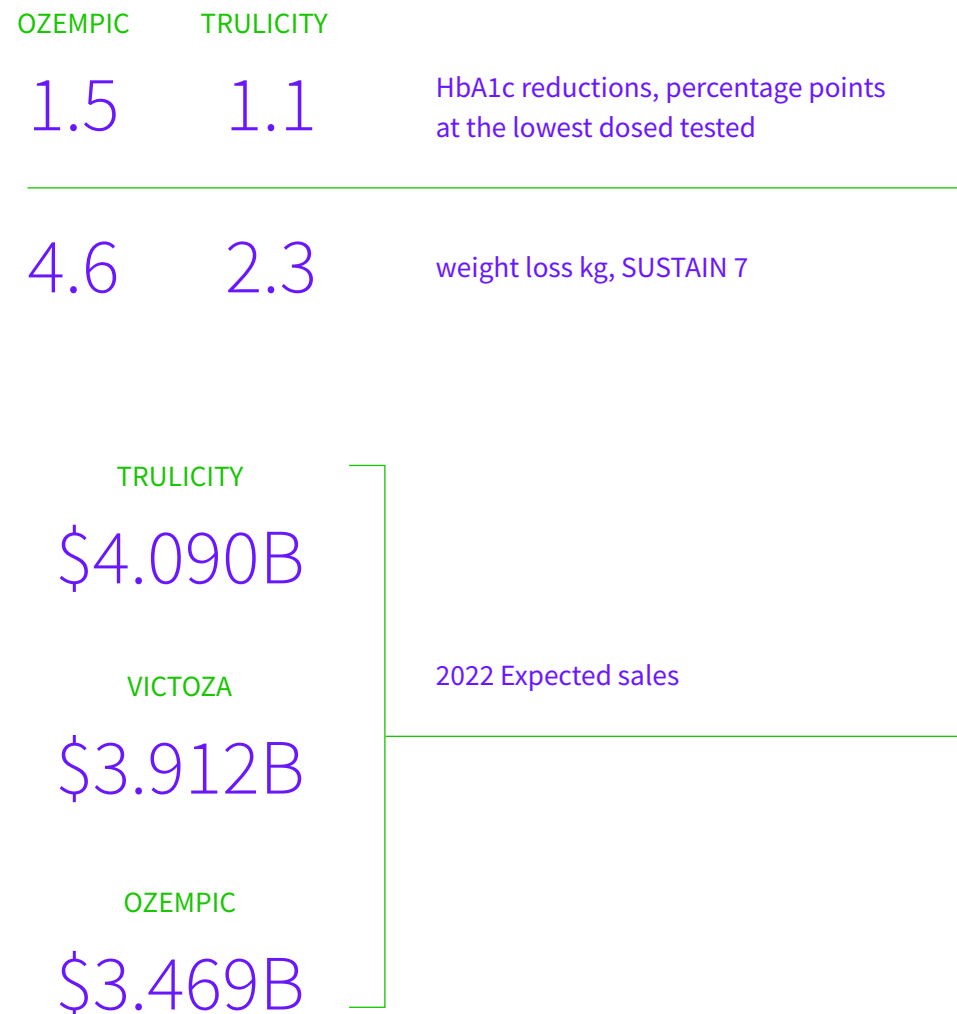 OZEMPIC TRULICITY
1.5 1.1 HbA1c reductions, percentage points
at the lowest dosed tested
4.6 2.3 weight loss kg, SUSTAIN 7
TRULICITY
$4.090B
2022 Expected sales
VICTOZA
$3.912B
OZEMPIC
$3.469B